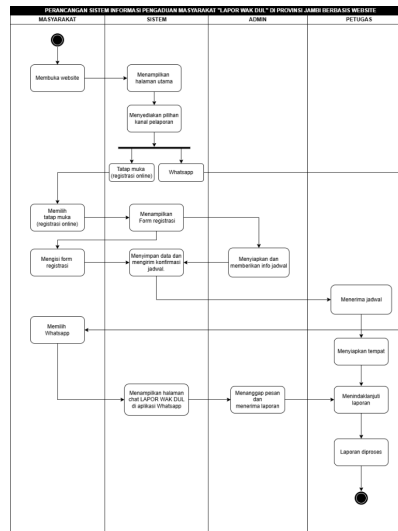 PERANCANGAN SISTEM INFORMASI PENGADUAN MASYARAKAT "LAPOR WAK DUL" DI PROVINSI JAMBI BERBASIS WEBSITE
MASYARAKAT
SISTEM
ADMIN
PETUGAS
Membuka website
Menampilkan
halaman utama
Menyediakan pilihan
kanal pelaporan
Tatap muka
(registrasi online)
Whatsapp
Memilih
tatap muka
(registrasi online)
Menampilkan
Form registrasi
Mengisi form
registrasi
Menyimpan data dan
mengirim konfirmasi
jadwal
Menyiapkan dan
memberikan info jadwal
Menerima jadwal
Memilih
Whatsapp
Menyiapkan tempat
Menampilkan halaman
chat LAPOR WAK DUL
di aplikasi Whatsapp
Menanggap pesan
dan
menerima laporan
Menindaklanjuti
laporan
Laporan diproses